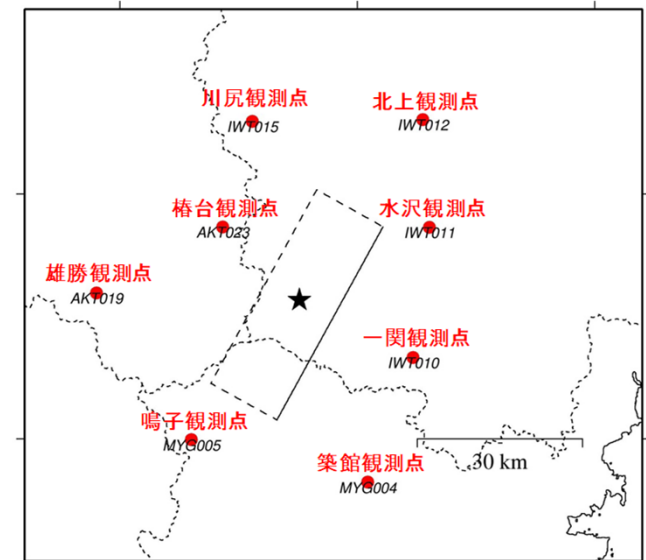 川尻観測点
IWT015
北上観測点
IWT012
椿台観測点
AKT023
水沢観測点
IWT011
雄勝観測点
AKT019
一関観測点
IWT010
鳴子観測点
MYG005
30 km
築館観測点
MYG004